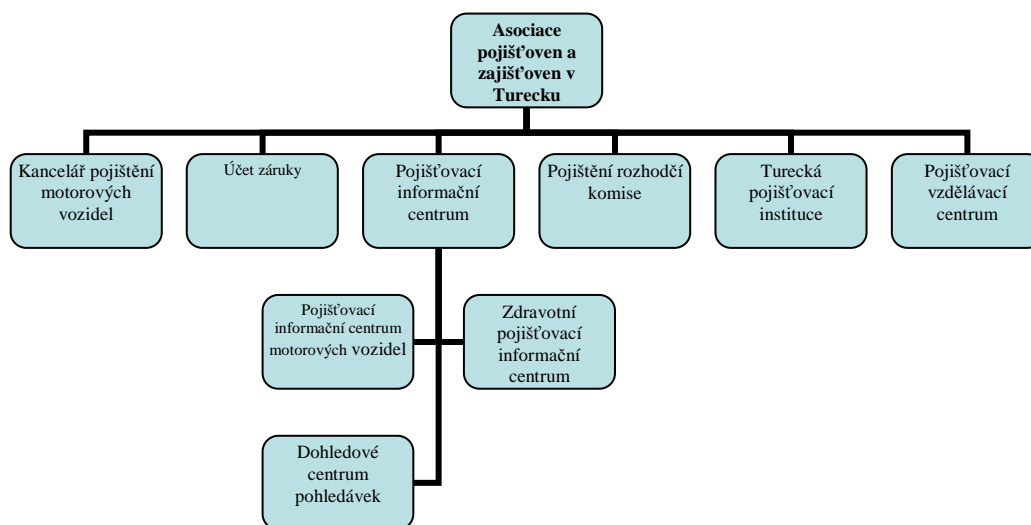 Asociace
pojišťoven a
zajišťoven v
Turecku
Kancelář pojištění
motorových
vozidel
Účet záruky
Pojišťovací
informační
centrum
Pojištění rozhodčí
komise
Turecká
pojišťovací
instituce
Pojišťovací
vzdělávací
centrum
Pojišťovací
informační centrum
motorových vozidel
Zdravotní
pojišťovací
informační
centrum
Dohledové
centrum
pohledávek